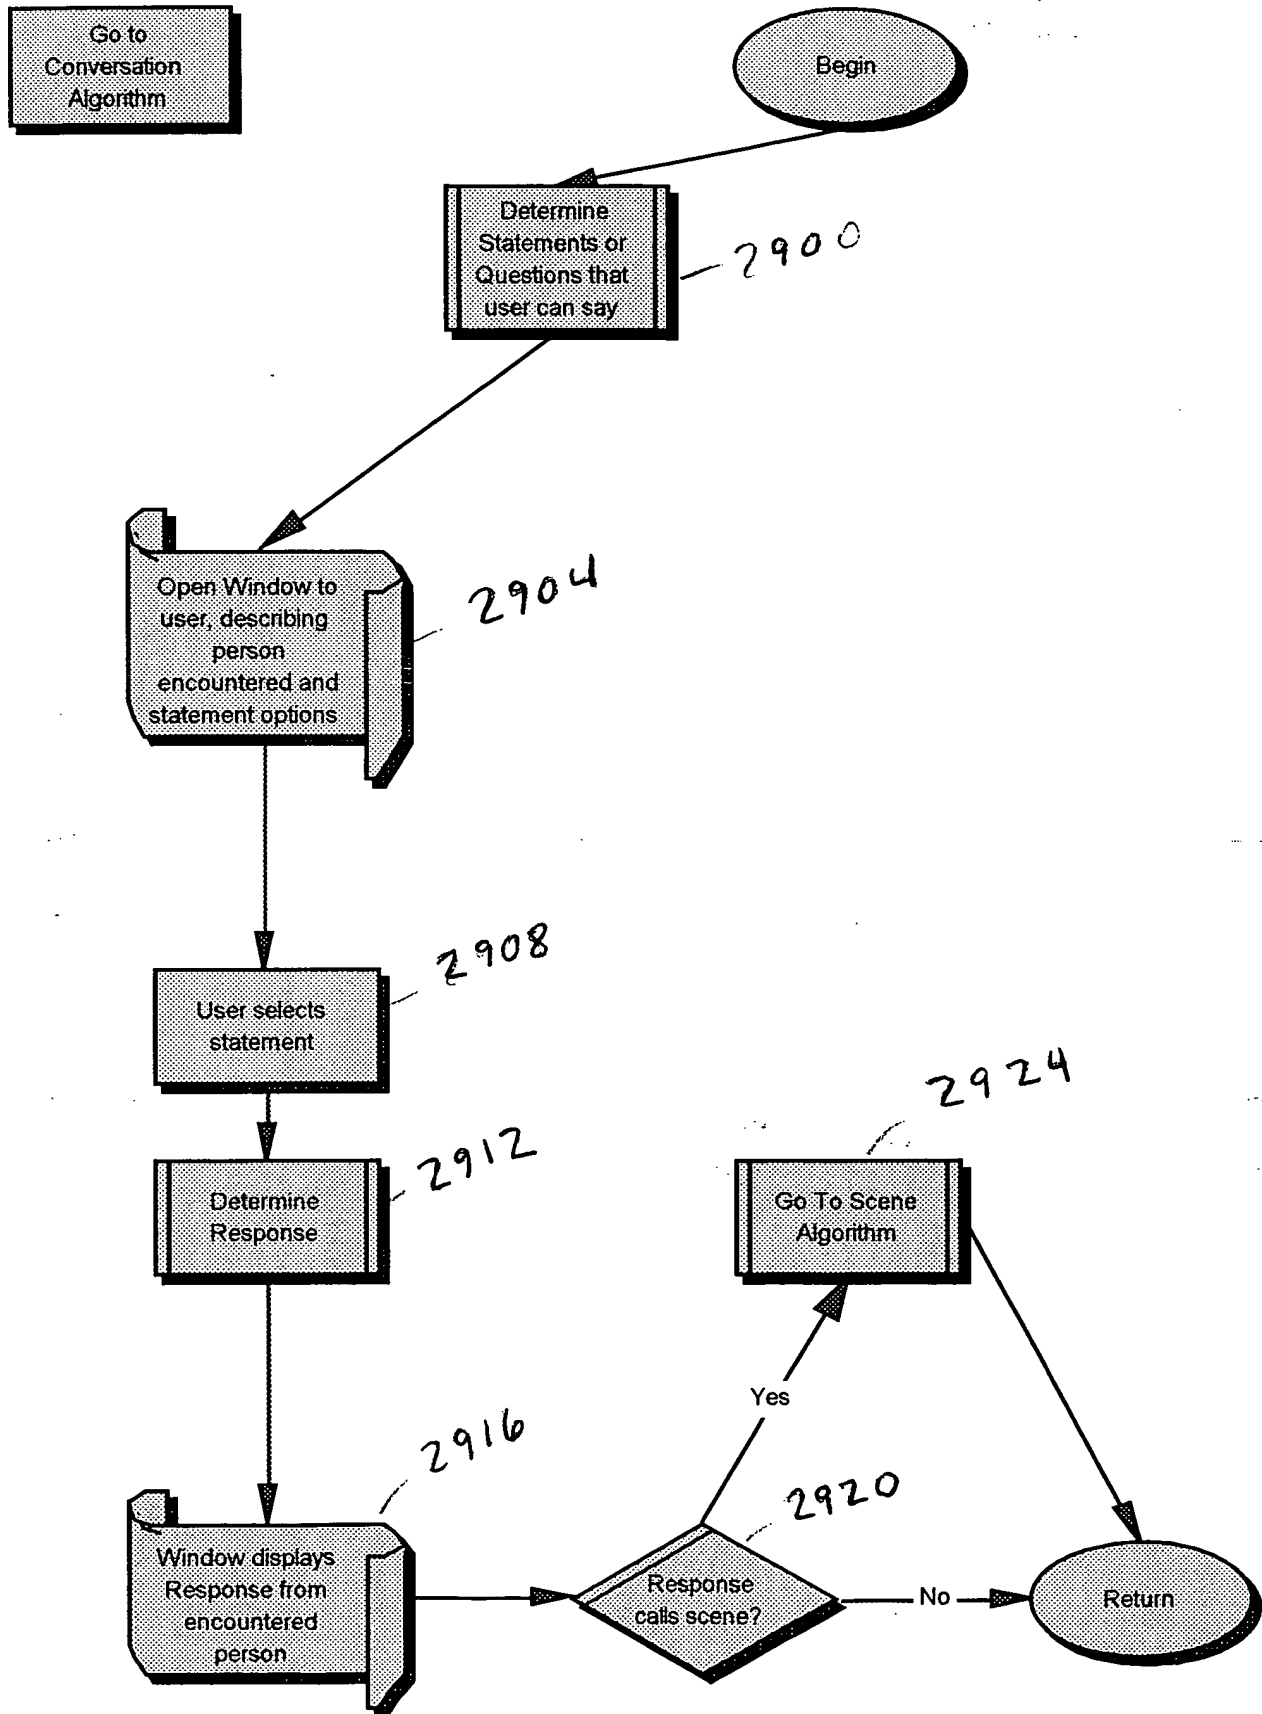 Go to
Conversation
Algorithm
Begin
Determine
Statements or
Questions that
user can say
2900
Open Window to
user, describing
person
encountered and
statement options
2904
User selects
statement
2908
Determine
Response
2912
Go To Scene
Algorithm
2924
Yes
Window displays
Response from
encountered
person
2916
Response
calls scene?
2920
No
Return